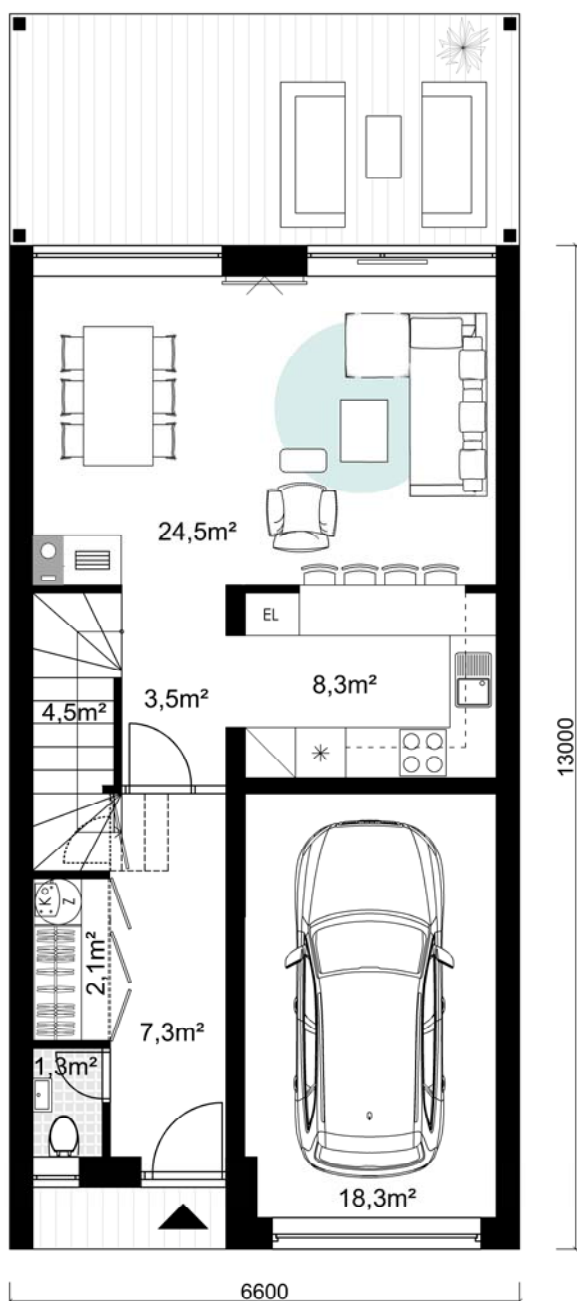 24,5m²
EL
3,5m²
8,3m²
4,5m²
13000
K
Z
2,1m²
7,3m²
1,3m²
18,3m²
6600